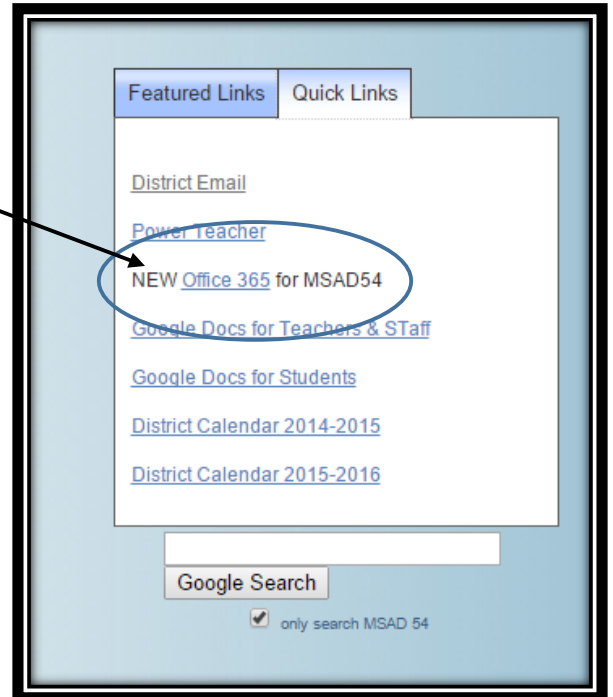 Featured Links Quick Links
District Email
Power Teacher
NEW Office 365 for MSAD54
Google Docs for Teachers & STaff
Google Docs for Students
District Calendar 2014-2015
District Calendar 2015-2016
Google Search
only search MSAD 54